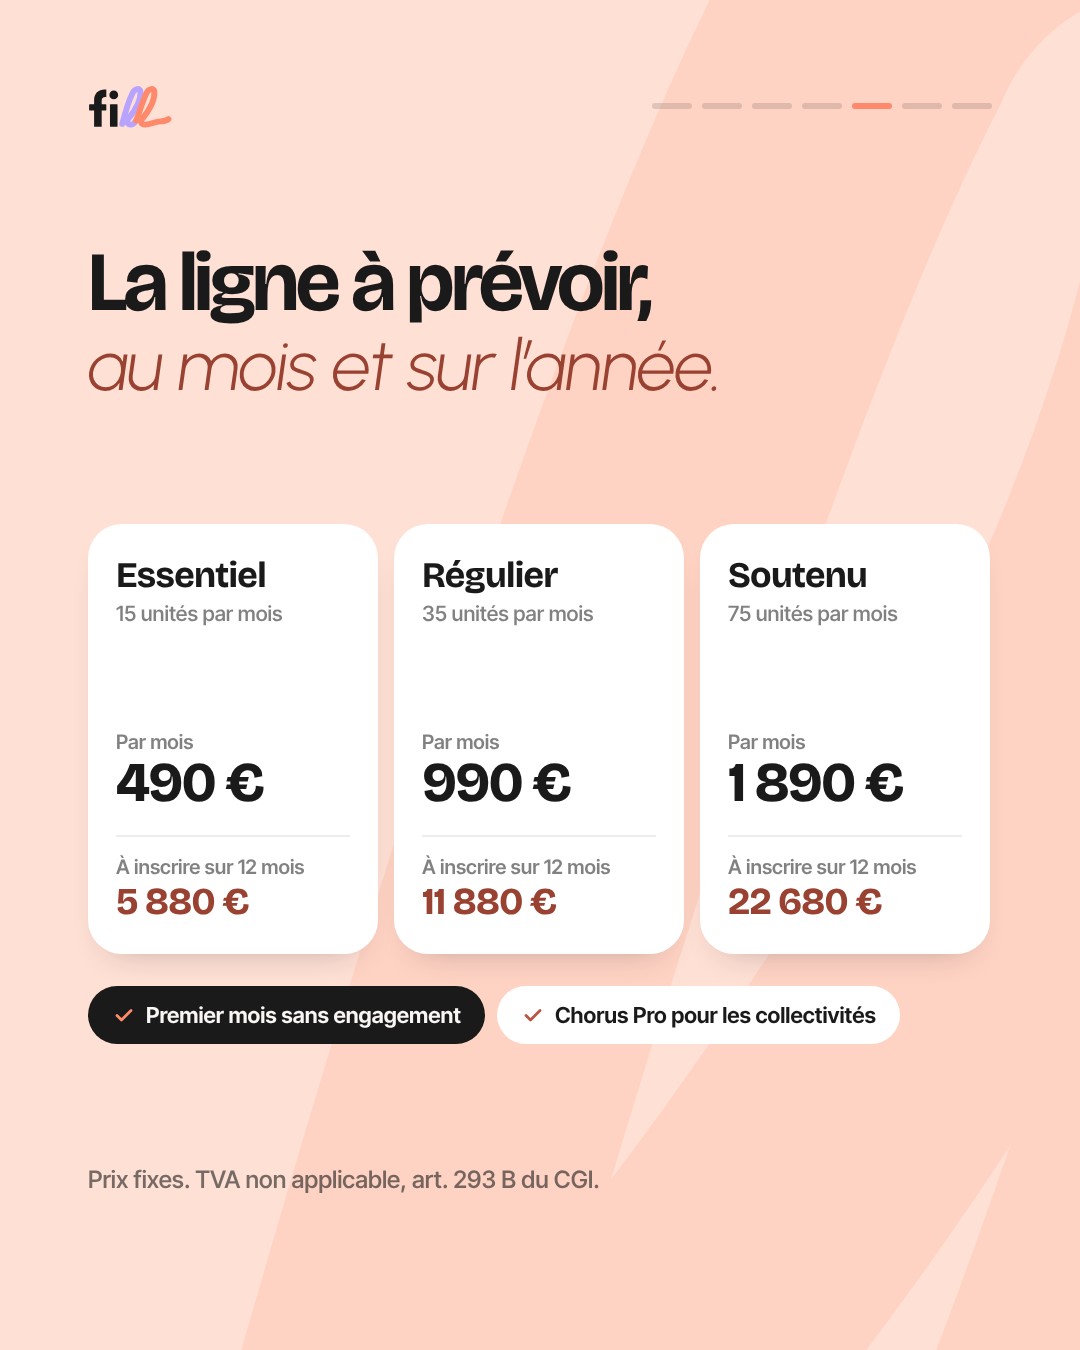 fill
La ligne à prévoir,
au mois et sur l'année.
Essentiel
15 unités par mois
Par mois
490 €
À inscrire sur 12 mois
5 880 €
Régulier
35 unités par mois
Par mois
990 €
À inscrire sur 12 mois
11 880 €
Soutenu
75 unités par mois
Par mois
1 890 €
À inscrire sur 12 mois
22 680 €
Premier mois sans engagement
Chorus Pro pour les collectivités
Prix fixes. TVA non applicable, art. 293 B du CGI.